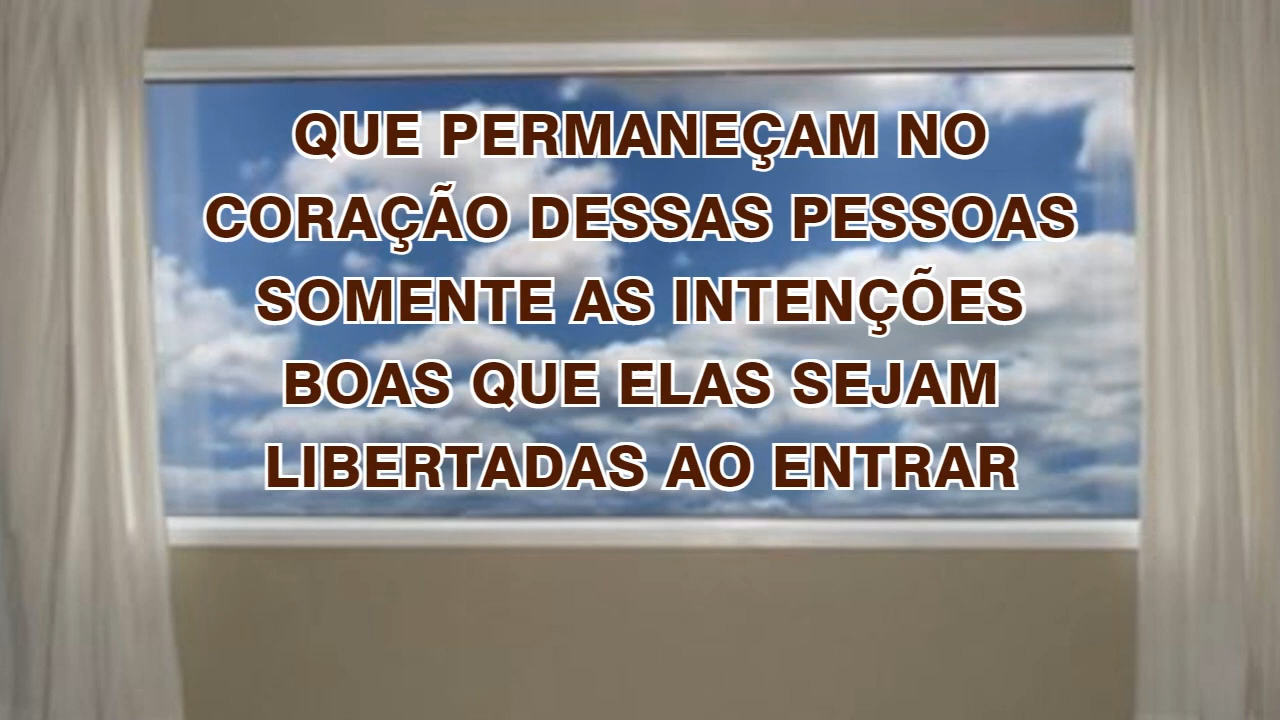 QUE PERMANEÇAM NO
CORAÇÃO DESSAS PESSOAS
SOMENTE AS INTENÇÕES
BOAS QUE ELAS SEJAM
LIBERTADAS AO ENTRAR